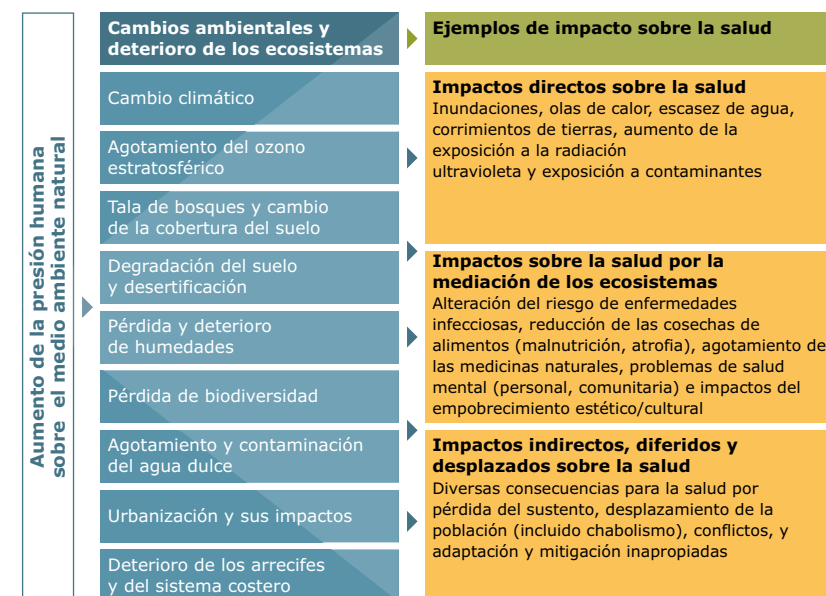 Aumento de la presión humana
sobre el medio ambiente natural
Cambios ambientales y
deterioro de los ecosistemas
Cambio climático
Agotamiento del ozono
estratosférico
Tala de bosques y cambio
de la cobertura del suelo
Degradación del suelo
y desertificación
Pérdida y deterioro
de humedades
Pérdida de biodiversidad
Agotamiento y contaminación
del agua dulce
Urbanización y sus impactos
Deterioro de los arrecifes
y del sistema costero
Ejemplos de impacto sobre la salud
Impactos directos sobre la salud
Inundaciones, olas de calor, escasez de agua,
corrimientos de tierras, aumento de la
exposición a la radiación
ultravioleta y exposición a contaminantes
Impactos sobre la salud por la
mediación de los ecosistemas
Alteración del riesgo de enfermedades
infecciosas, reducción de las cosechas de
alimentos (malnutrición, atrofia), agotamiento de
las medicinas naturales, problemas de salud
mental (personal, comunitaria) e impactos del
empobrecimiento estético/cultural
Impactos indirectos, diferidos y
desplazados sobre la salud
Diversas consecuencias para la salud por
pérdida del sustento, desplazamiento de la
población (incluido chabolismo), conflictos, y
adaptación y mitigación inapropiadas